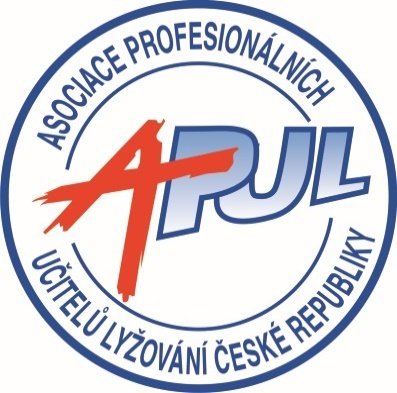 ASOCIACE PROFESIONÁLNÍCH
APUL
UČITELŮ LYŽOVÁNÍ ČESKÉ REPUBLIKY